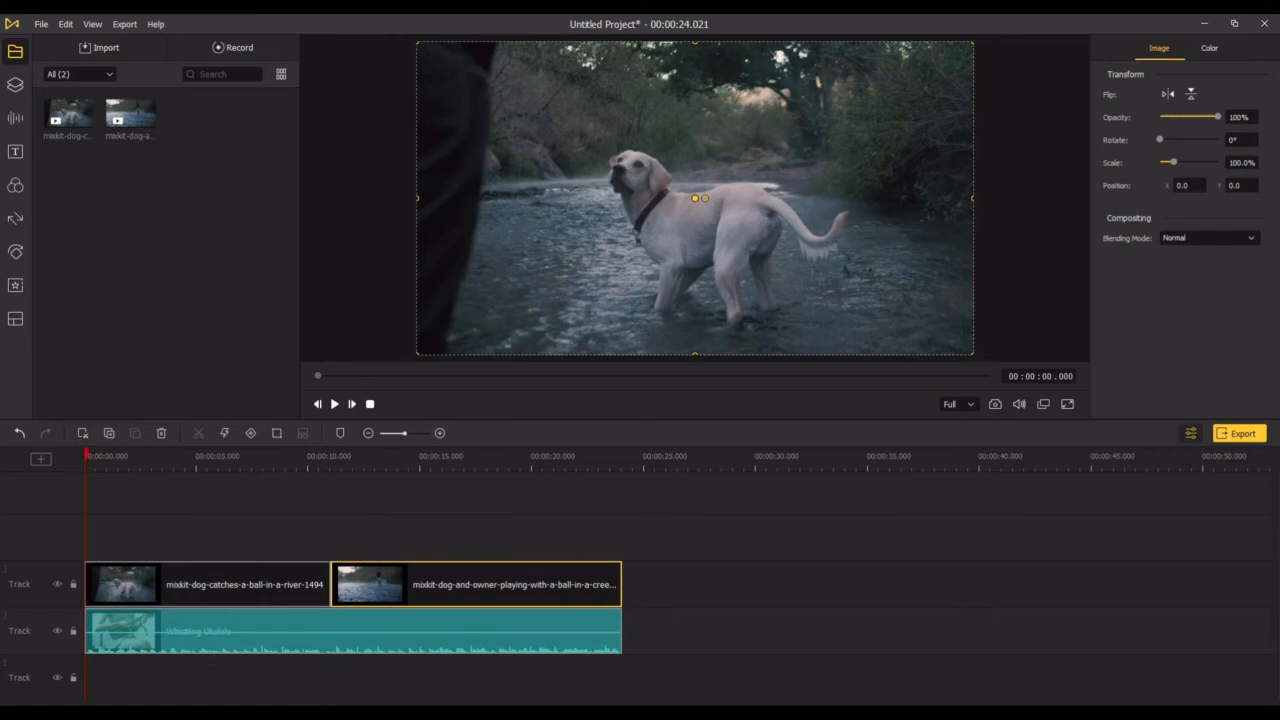 File Edit View Export Help
Untitled Project* - 00:00:24.021
Import
Record
All (2)
Search
mixkit-dog-c...
mixkit-dog-a...
Image Color
Transform
Flip:
Opacity: 100%
Rotate: 0°
Scale: 100.0%
Position: X 0.0 Y 0.0
Compositing
Blending Mode: Normal
00:00:00.000
Full
Export
00:00:00.000 00:00:05.000 00:00:10.000 00:00:15.000 00:00:20.000 00:00:25.000 00:00:30.000 00:00:35.000 00:00:40.000 00:00:45.000 00:00:50.000
3
Track
mixkit-dog-catches-a-ball-in-a-river-1494
mixkit-dog-and-owner-playing-with-a-ball-in-a-cree...
2
Track
Whistling Ukulele
1
Track